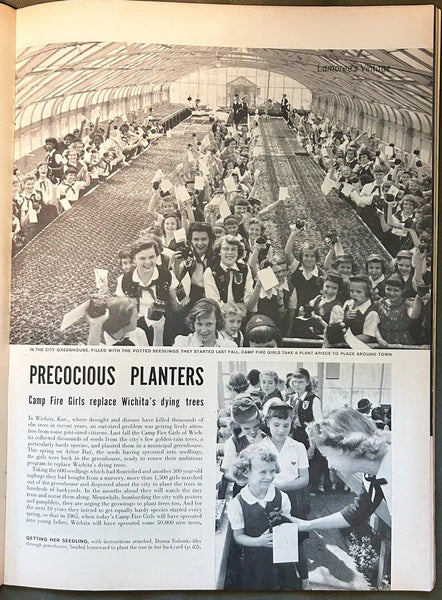 Lamoree's Vintage
IN THE CITY GREENHOUSE, FILLED WITH THE POTTED SEEDLINGS THEY STARTED LAST FALL, CAMP FIRE GIRLS TAKE A PLANT APIECE TO PLACE AROUND TOWN
PRECOCIOUS PLANTERS
Camp Fire Girls replace Wichita's dying trees
In Wichita, Kan., where drought and disease have killed thousands of
elm trees in recent years, an out-sized problem was getting lively atten-
tion from some pint-sized citizens. Last fall the Camp Fire Girls of Wich-
ita collected thousands of seeds from the city's few golden-rain trees, a
particularly hardy species, and planted them in a municipal greenhouse.
This spring on Arbor Day, the seeds having sprouted into seedlings,
the girls were back in the greenhouse, ready to renew their ambitious
program to replace Wichita's dying trees.
Taking the 600 seedlings which had flourished and another 300 year-old
saplings they had bought from a nursery, more than 1,500 girls marched
out of the greenhouse and dispersed about the city to plant the trees in
hundreds of backyards. In the months ahead they will watch the tiny
trees and nurse them along. Meanwhile, bombarding the city with posters
and pamphlets, they are urging the grownups to plant trees too. And for
the next 10 years they intend to get equally hardy species started every
spring, so that in 1965, when today's Camp Fire Girls will have sprouted
into young ladies, Wichita will have sprouted some 50,000 new trees.
GETTING HER SEEDLING, with instructions attached, Donna Eubanks files
through greenhouse, headed homeward to plant the tree in her backyard (p. 82).